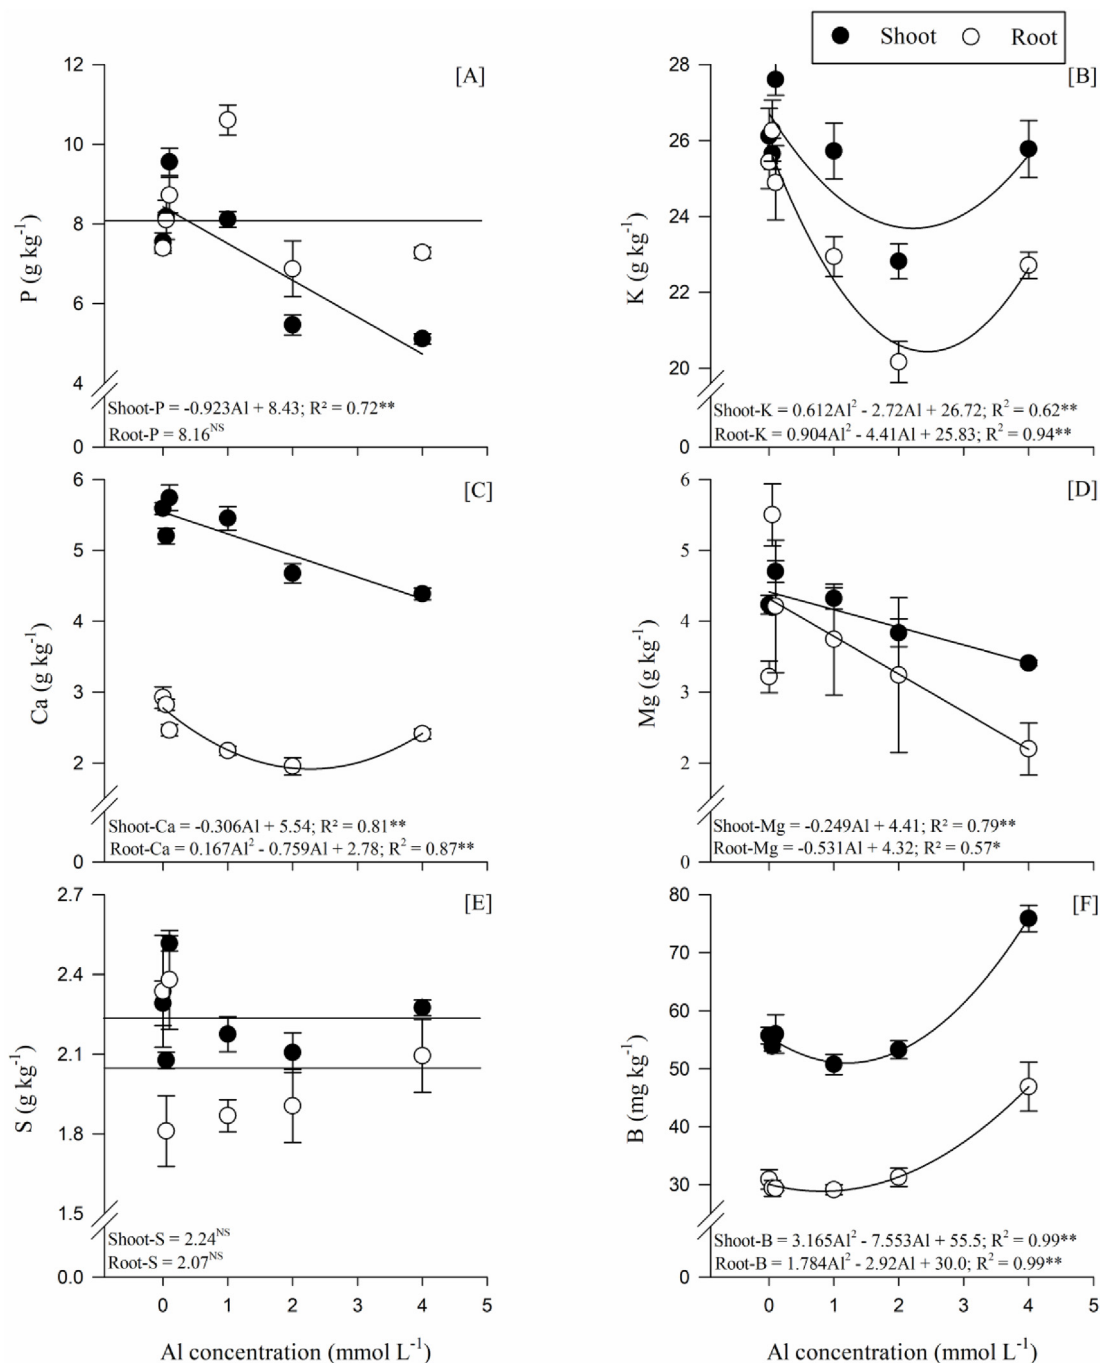 Shoot Root
[A]
12
10
8
6
4
0
P (g kg⁻¹)
Shoot-P = -0.923Al + 8.43; R² = 0.72**
Root-P = 8.16ᴺˢ
[B]
28
26
24
22
20
0
K (g kg⁻¹)
Shoot-K = 0.612Al² - 2.72Al + 26.72; R² = 0.62**
Root-K = 0.904Al² - 4.41Al + 25.83; R² = 0.94**
[C]
6
5
4
3
2
0
Ca (g kg⁻¹)
Shoot-Ca = -0.306Al + 5.54; R² = 0.81**
Root-Ca = 0.167Al² - 0.759Al + 2.78; R² = 0.87**
[D]
6
5
4
3
2
0
Mg (g kg⁻¹)
Shoot-Mg = -0.249Al + 4.41; R² = 0.79**
Root-Mg = -0.531Al + 4.32; R² = 0.57*
[E]
2.7
2.4
2.1
1.8
1.5
0.0
S (g kg⁻¹)
Shoot-S = 2.24ᴺˢ
Root-S = 2.07ᴺˢ
0 1 2 3 4 5
Al concentration (mmol L⁻¹)
[F]
80
70
60
50
40
30
0
B (mg kg⁻¹)
Shoot-B = 3.165Al² - 7.553Al + 55.5; R² = 0.99**
Root-B = 1.784Al² - 2.92Al + 30.0; R² = 0.99**
0 1 2 3 4 5
Al concentration (mmol L⁻¹)